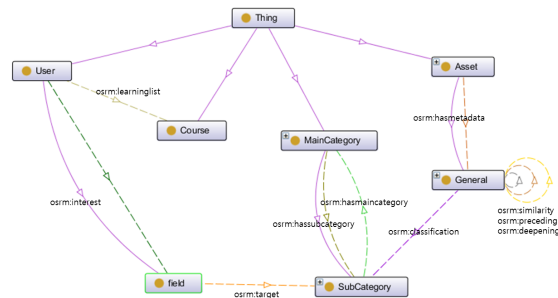 Thing
User
Asset
osrm:learninglist
Course
osrm:hasmetadata
MainCategory
General
osrm:interest
osrm:hasmaincategory
osrm:hassubcategory
osrm:similarity
osrm:preceding
osrm:deepening
osrm:classification
field
osrm:target
SubCategory